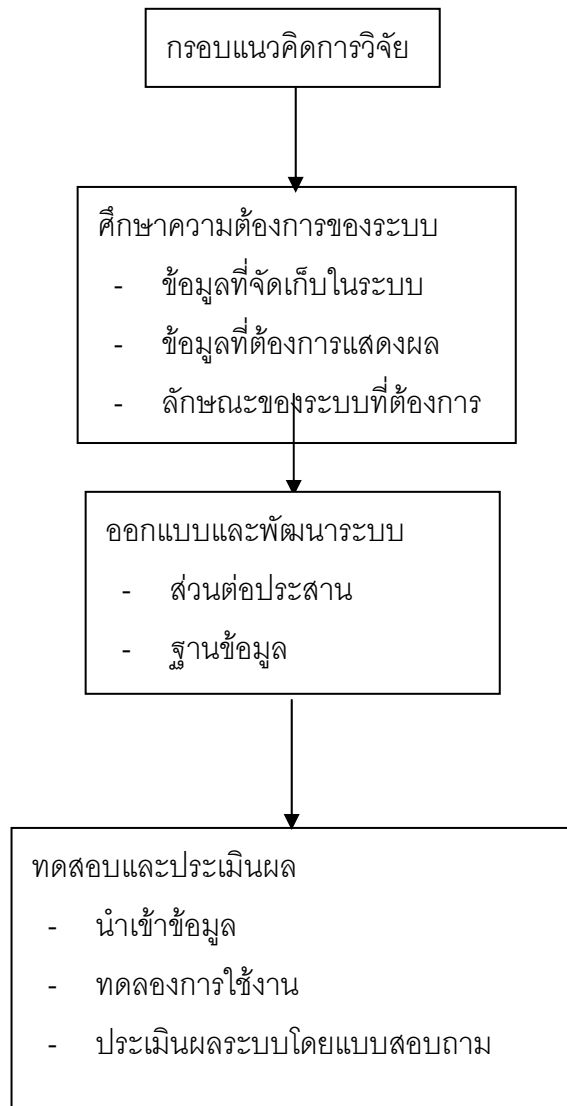 กรอบแนวคิดการวิจัย
ศึกษาความต้องการของระบบ
- ข้อมูลที่จัดเก็บในระบบ
- ข้อมูลที่ต้องการแสดงผล
- ลักษณะของระบบที่ต้องการ
ออกแบบและพัฒนาระบบ
- ส่วนต่อประสาน
- ฐานข้อมูล
ทดสอบและประเมินผล
- นำเข้าข้อมูล
- ทดลองการใช้งาน
- ประเมินผลระบบโดยแบบสอบถาม